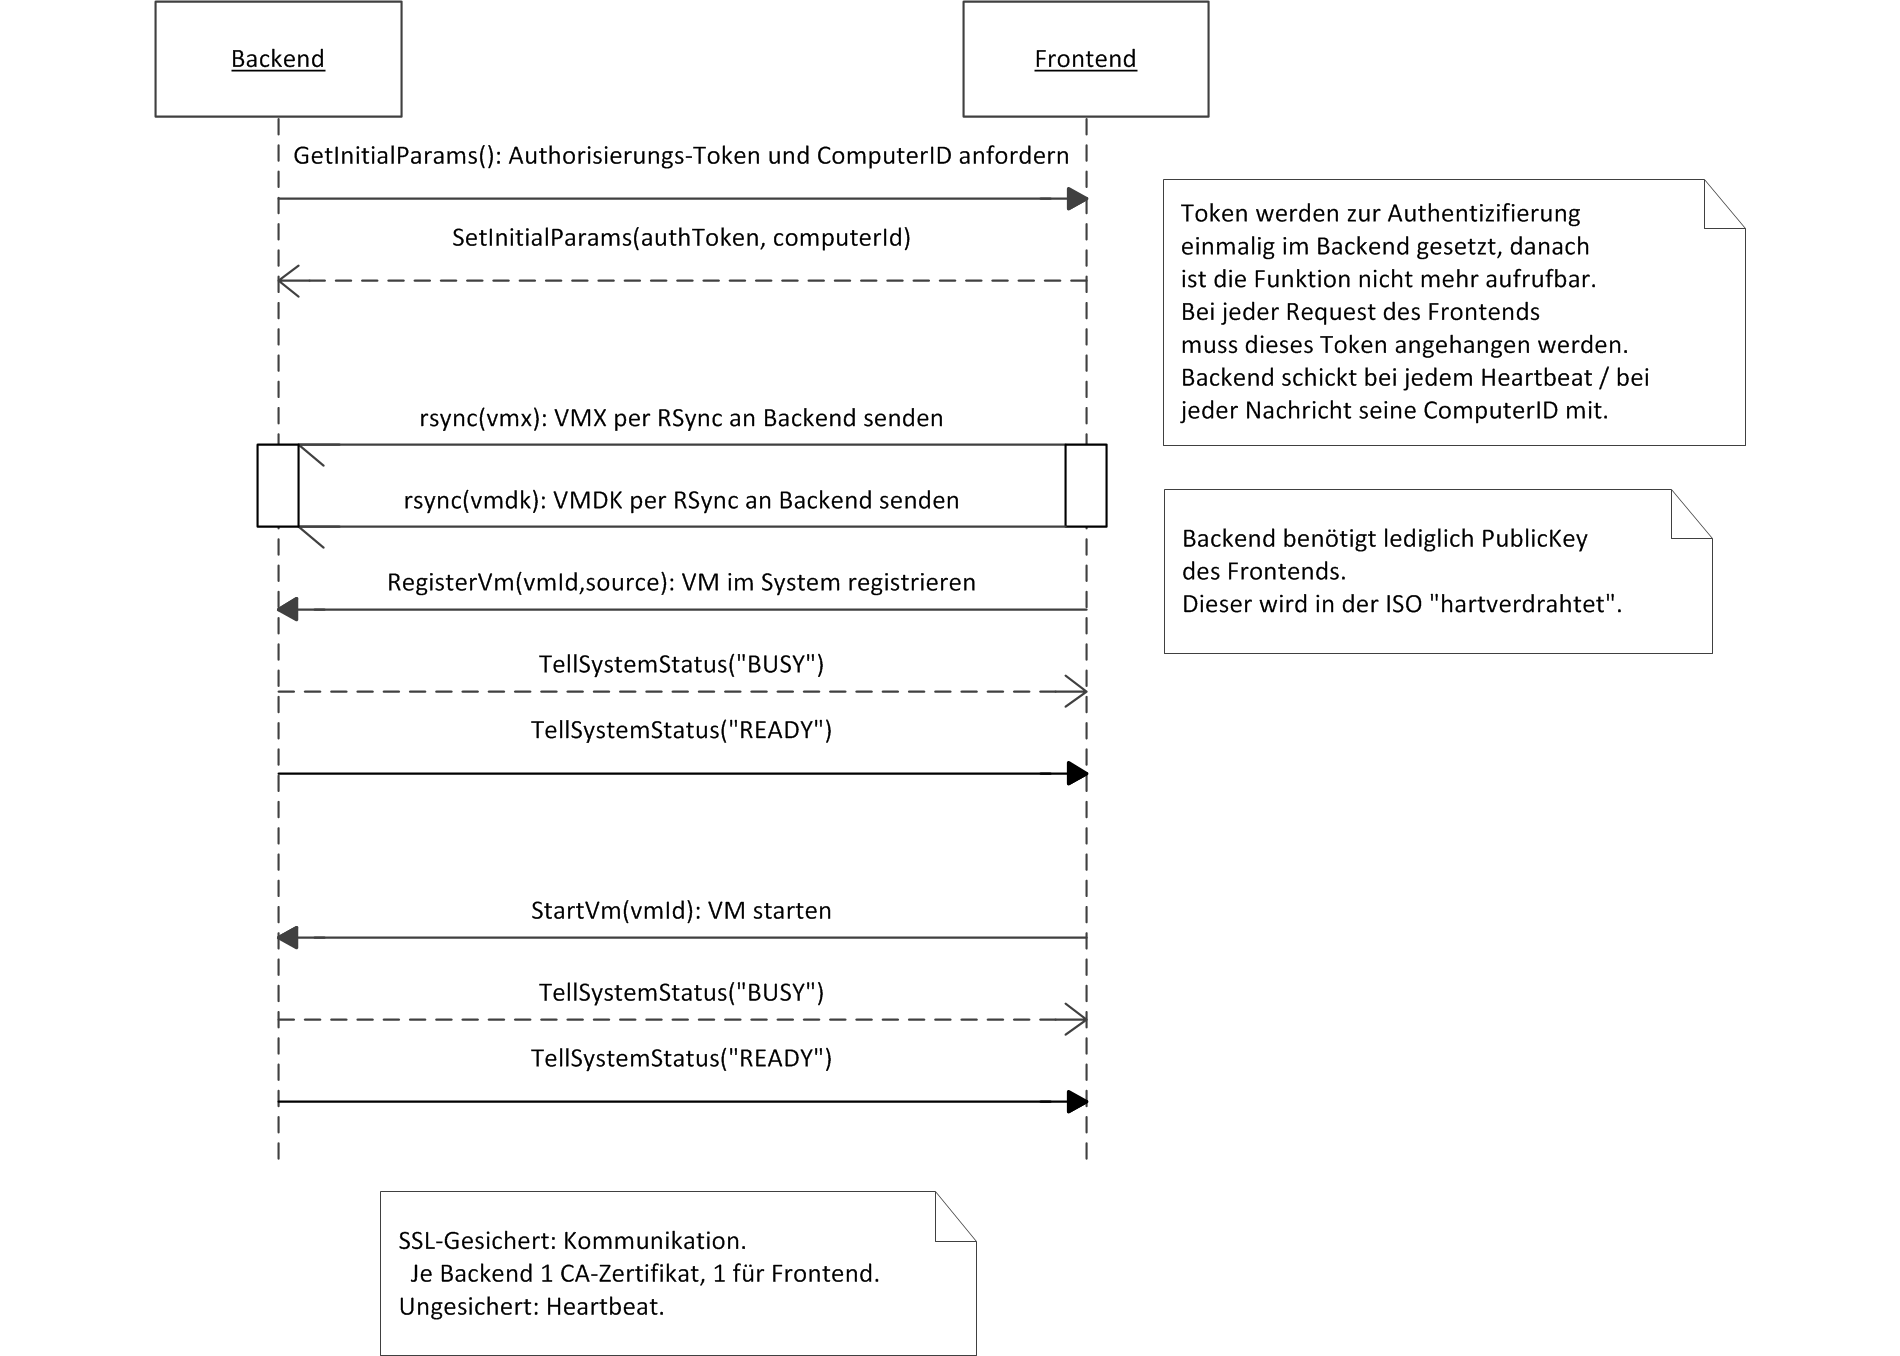 Backend
Frontend
GetInitialParams(): Authorisierungs-Token und ComputerID anfordern
SetInitialParams(authToken, computerId)
Token werden zur Authentizifierung
einmalig im Backend gesetzt, danach
ist die Funktion nicht mehr aufrufbar.
Bei jeder Request des Frontends
muss dieses Token angehangen werden.
Backend schickt bei jedem Heartbeat / bei
jeder Nachricht seine ComputerID mit.
rsync(vmx): VMX per RSync an Backend senden
rsync(vmdk): VMDK per RSync an Backend senden
Backend benötigt lediglich PublicKey
des Frontends.
Dieser wird in der ISO "hartverdrahtet".
RegisterVm(vmId,source): VM im System registrieren
TellSystemStatus("BUSY")
TellSystemStatus("READY")
StartVm(vmId): VM starten
TellSystemStatus("BUSY")
TellSystemStatus("READY")
SSL-Gesichert: Kommunikation.
Je Backend 1 CA-Zertifikat, 1 für Frontend.
Ungesichert: Heartbeat.